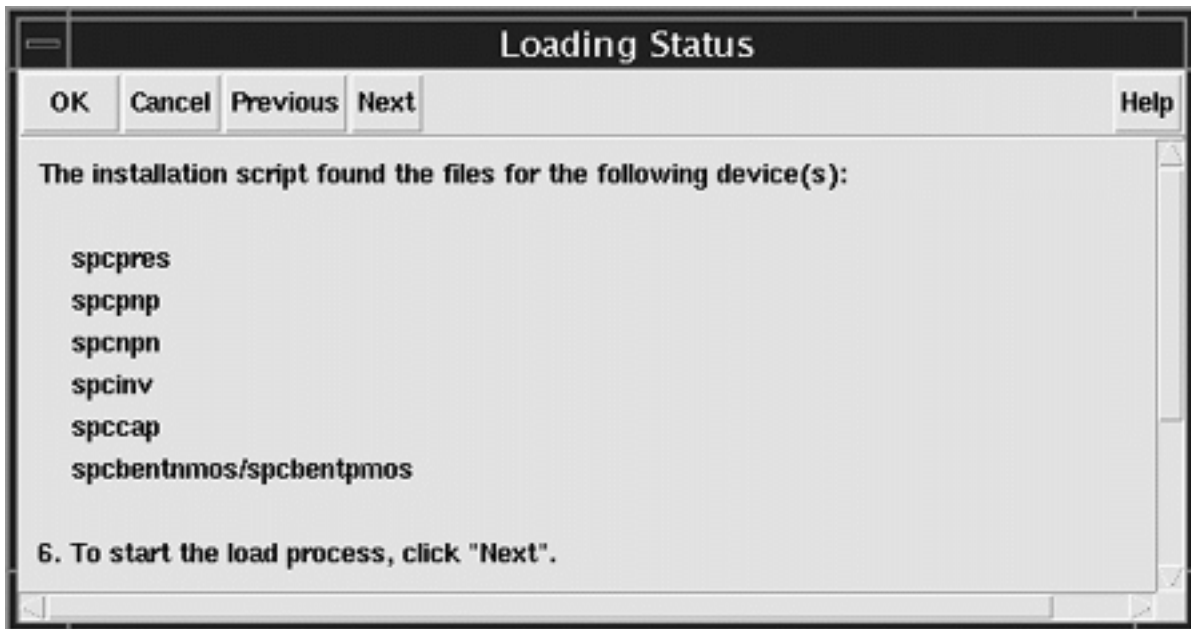 Loading Status
OK Cancel Previous Next Help
The installation script found the files for the following device(s):
spcpres
spcpnp
spcnpn
spcinv
spccap
spcbentnmos/spcbentpmos
6. To start the load process, click "Next".